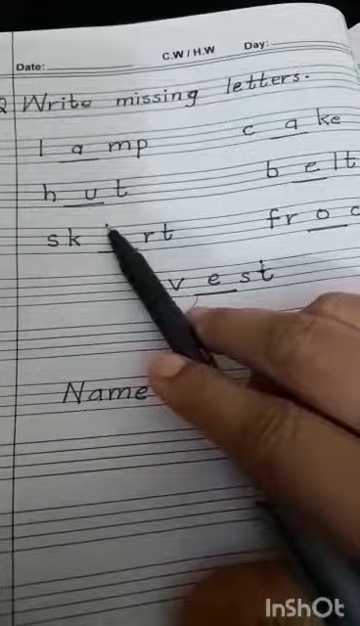 Date: C.W / H.W Day:
Q Write missing letters.
l a mp c a ke
h u t b e lt
sk i rt fr o c
v e st
Name
InShOt